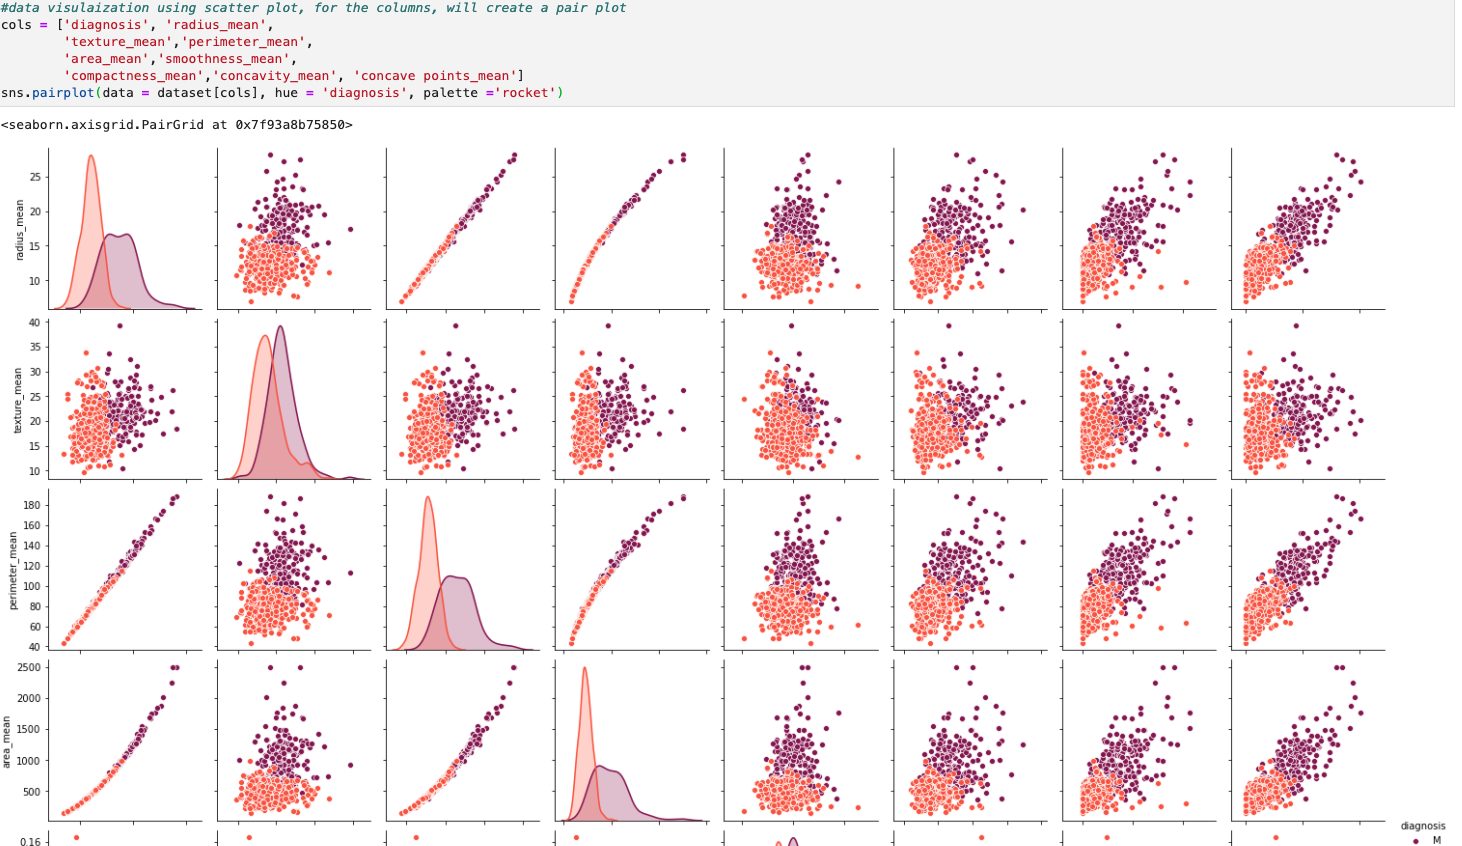 #data visulaization using scatter plot, for the columns, will create a pair plot
cols = ['diagnosis', 'radius_mean',
'texture_mean','perimeter_mean',
'area_mean','smoothness_mean',
'compactness_mean','concavity_mean', 'concave points_mean']
sns.pairplot(data = dataset[cols], hue = 'diagnosis', palette ='rocket')
<seaborn.axisgrid.PairGrid at 0x7f93a8b75850>
radius_mean
25
20
15
10
texture_mean
40
35
30
25
20
15
10
perimeter_mean
180
160
140
120
100
80
60
40
area_mean
2500
2000
1500
1000
500
0.16
diagnosis
M